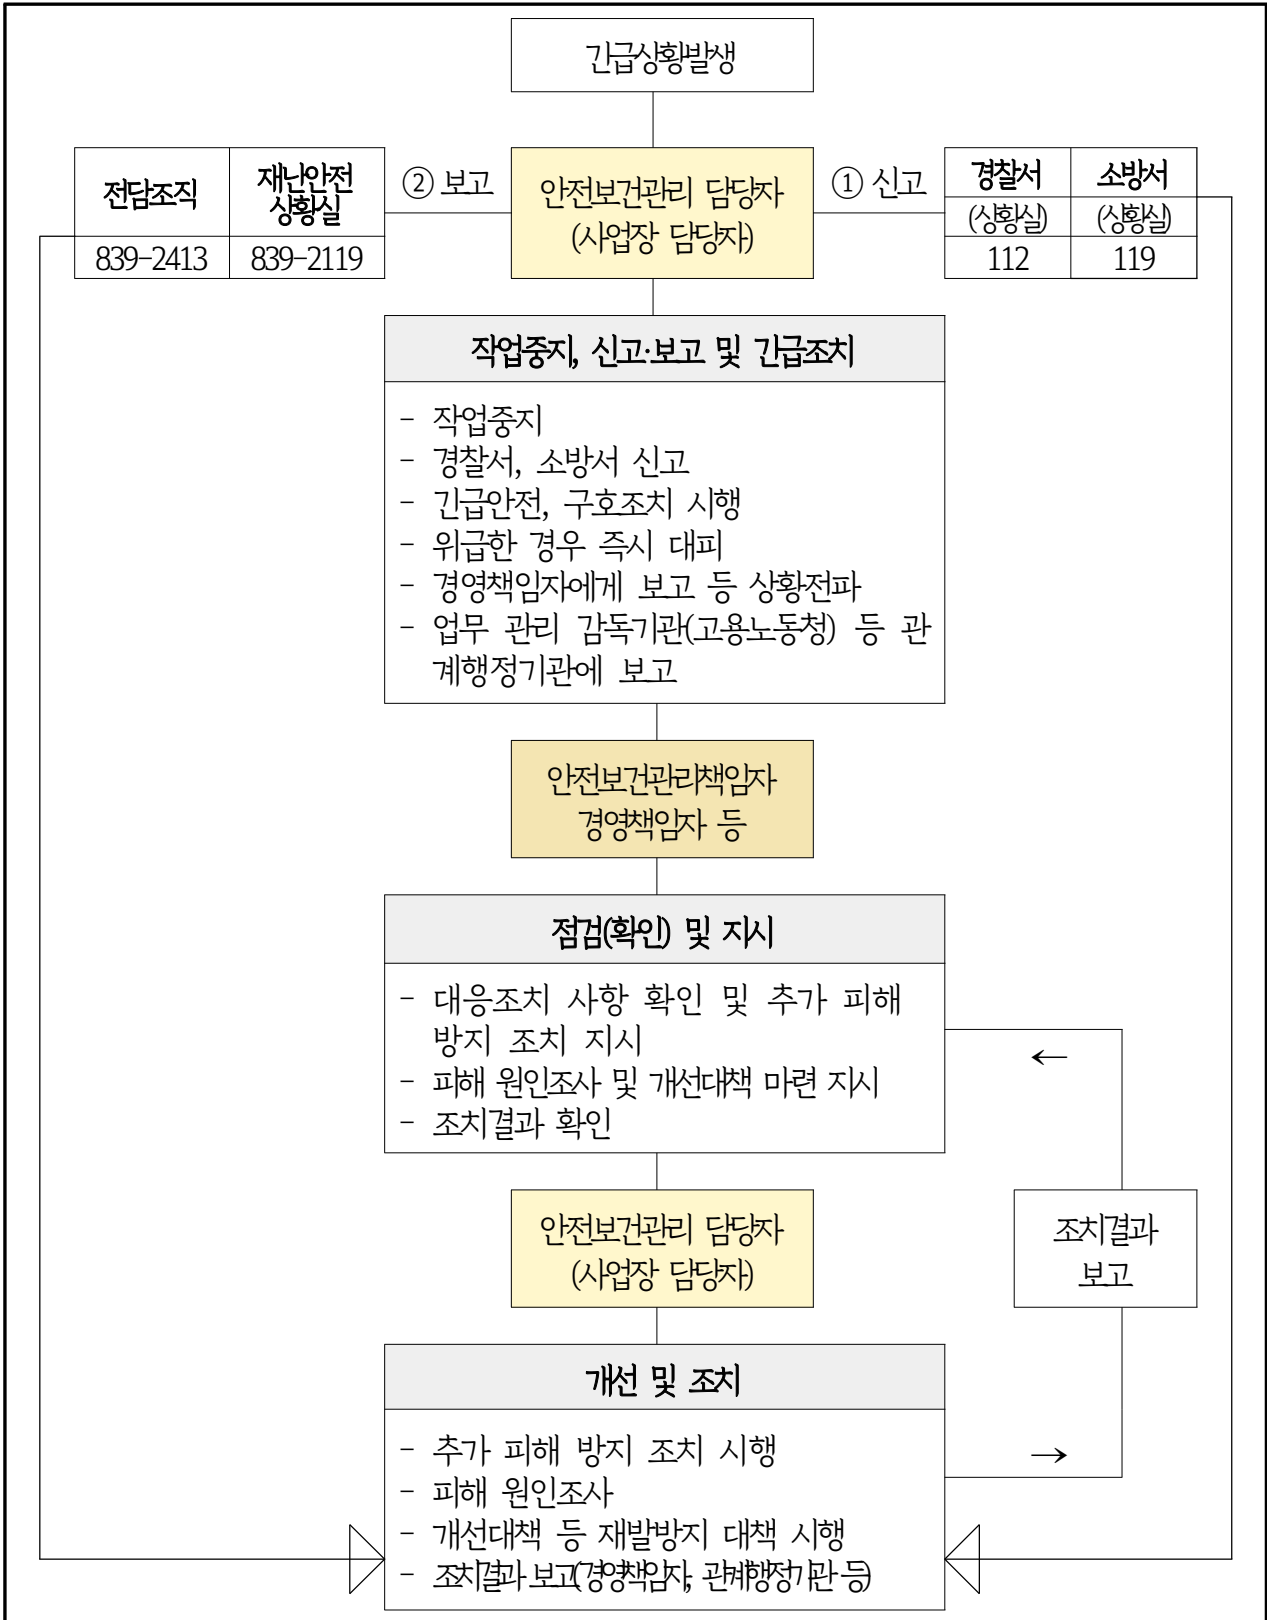 긴급상황발생
전담조직
재난안전
상황실
839-2413
839-2119
② 보고
안전보건관리 담당자
(사업장 담당자)
① 신고
경찰서
소방서
(상황실)
(상황실)
112
119
작업중지, 신고·보고 및 긴급조치
- 작업중지
- 경찰서, 소방서 신고
- 긴급안전, 구호조치 시행
- 위급한 경우 즉시 대피
- 경영책임자에게 보고 등 상황전파
- 업무 관리 감독기관(고용노동청) 등 관
계행정기관에 보고
안전보건관리책임자
경영책임자 등
점검(확인) 및 지시
- 대응조치 사항 확인 및 추가 피해
방지 조치 지시
- 피해 원인조사 및 개선대책 마련 지시
- 조치결과 확인
←
안전보건관리 담당자
(사업장 담당자)
조치결과
보고
개선 및 조치
- 추가 피해 방지 조치 시행
- 피해 원인조사
- 개선대책 등 재발방지 대책 시행
- 조치결과 보고(경영책임자, 관계행정기관 등)
→